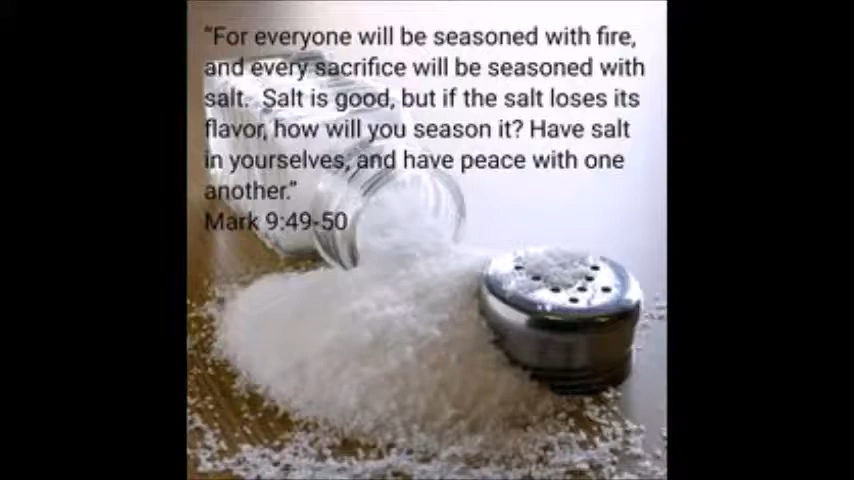 “For everyone will be seasoned with fire,
and every sacrifice will be seasoned with
salt.  Salt is good, but if the salt loses its
flavor, how will you season it? Have salt
in yourselves, and have peace with one
another.”
Mark 9:49-50